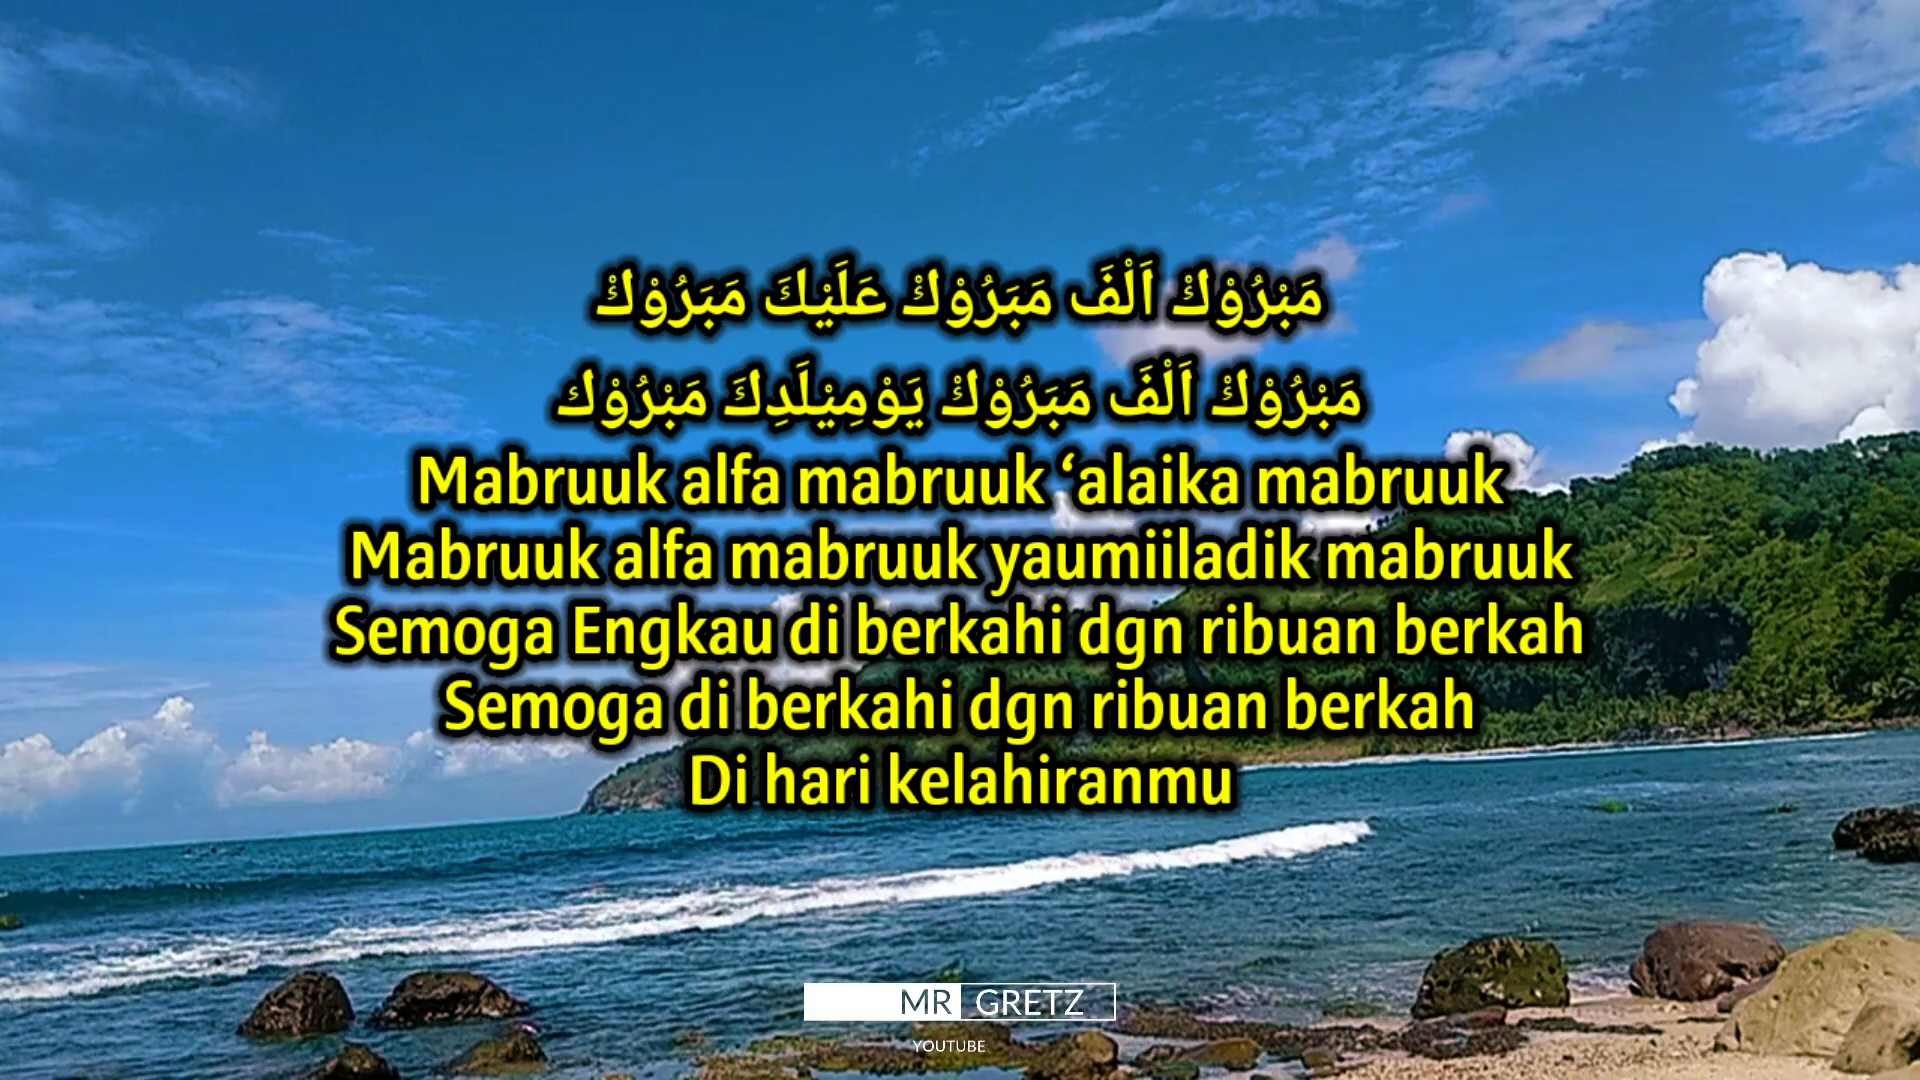 مَبْرُوْكْ اَلْفَ مَبَرُوْكْ عَلَيْكَ مَبَرُوْكْ
مَبْرُوْكْ اَلْفَ مَبَرُوْكْ يَوْمِيْلَدِكَ مَبْرُوْك
Mabruuk alfa mabruuk ‘alaika mabruuk
Mabruuk alfa mabruuk yaumiiladik mabruuk
Semoga Engkau di berkahi dgn ribuan berkah
Semoga di berkahi dgn ribuan berkah
Di hari kelahiranmu
MR GRETZ
YOUTUBE